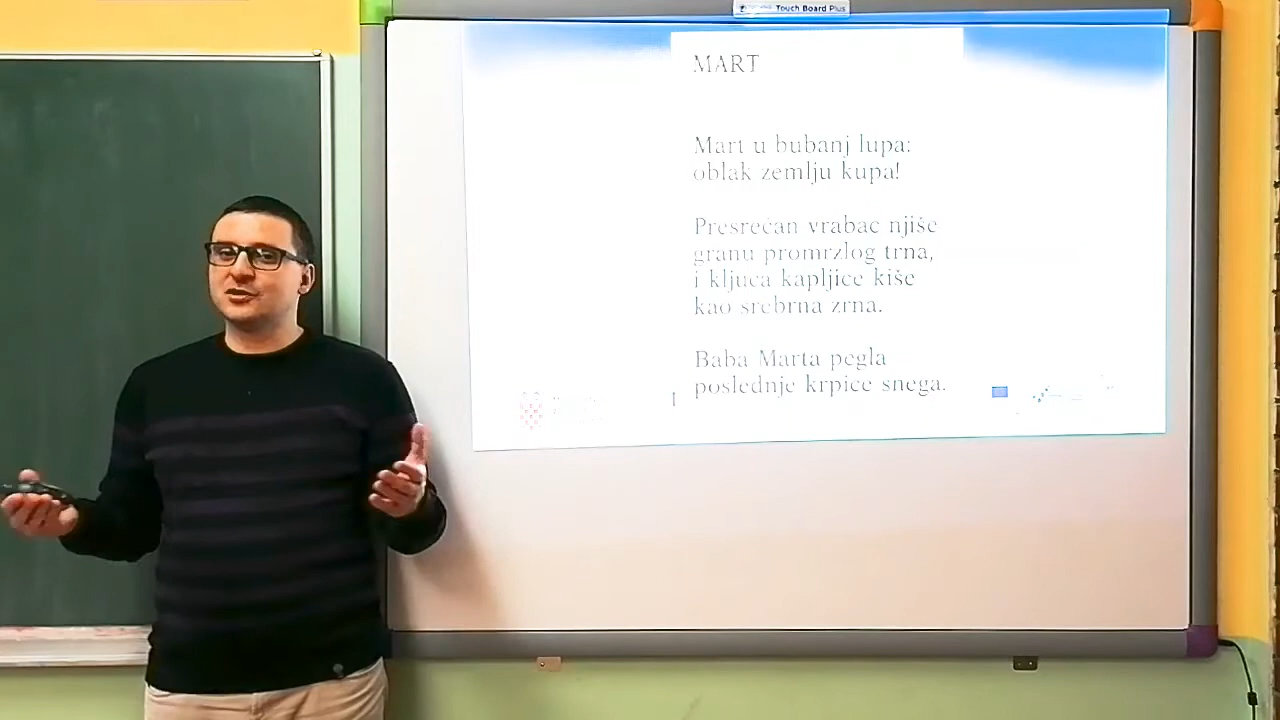 Touch Board Plus
MART
Mart u bubanj lupa:
oblak zemlju kupa!
Presrećan vrabac njiše
granu promrzlog trna,
i kljuca kapljice kiše
kao srebrna zrna.
Baba Marta pegla
poslednje krpice snega.